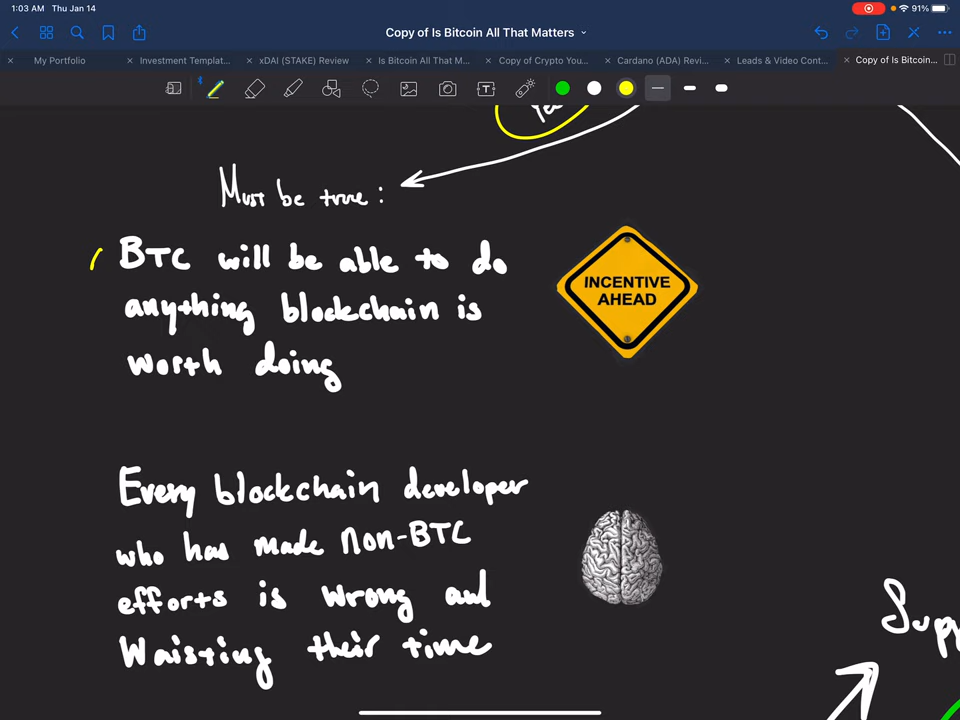 1:03 AM Thu Jan 14
91%
Copy of Is Bitcoin All That Matters
My Portfolio
Investment Templat...
xDAI (STAKE) Review
Is Bitcoin All That M...
Copy of Crypto You...
Cardano (ADA) Revi...
Leads & Video Cont...
Copy of Is Bitcoin...
Must be true:
BTC will be able to do
anything blockchain is
worth doing
INCENTIVE
AHEAD
Every blockchain developer
who has made Non-BTC
efforts is wrong and
Waisting their time